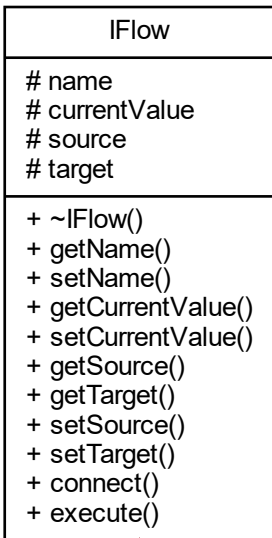 IFlow
# name
# currentValue
# source
# target
+ ~IFlow()
+ getName()
+ setName()
+ getCurrentValue()
+ setCurrentValue()
+ getSource()
+ getTarget()
+ setSource()
+ setTarget()
+ connect()
+ execute()